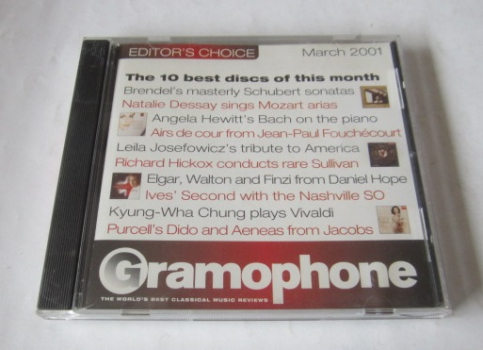 EDITOR'S CHOICE March 2001
The 10 best discs of this month
Brendel's masterly Schubert sonatas
Natalie Dessay sings Mozart arias
Angela Hewitt's Bach on the piano
Airs de cour from Jean-Paul Fouchécourt
Leila Josefowicz's tribute to America
Richard Hickox conducts rare Sullivan
Elgar, Walton and Finzi from Daniel Hope
Ives' Second with the Nashville SO
Kyung-Wha Chung plays Vivaldi
Purcell's Dido and Aeneas from Jacobs
Gramophone
THE WORLD'S BEST CLASSICAL MUSIC REVIEWS